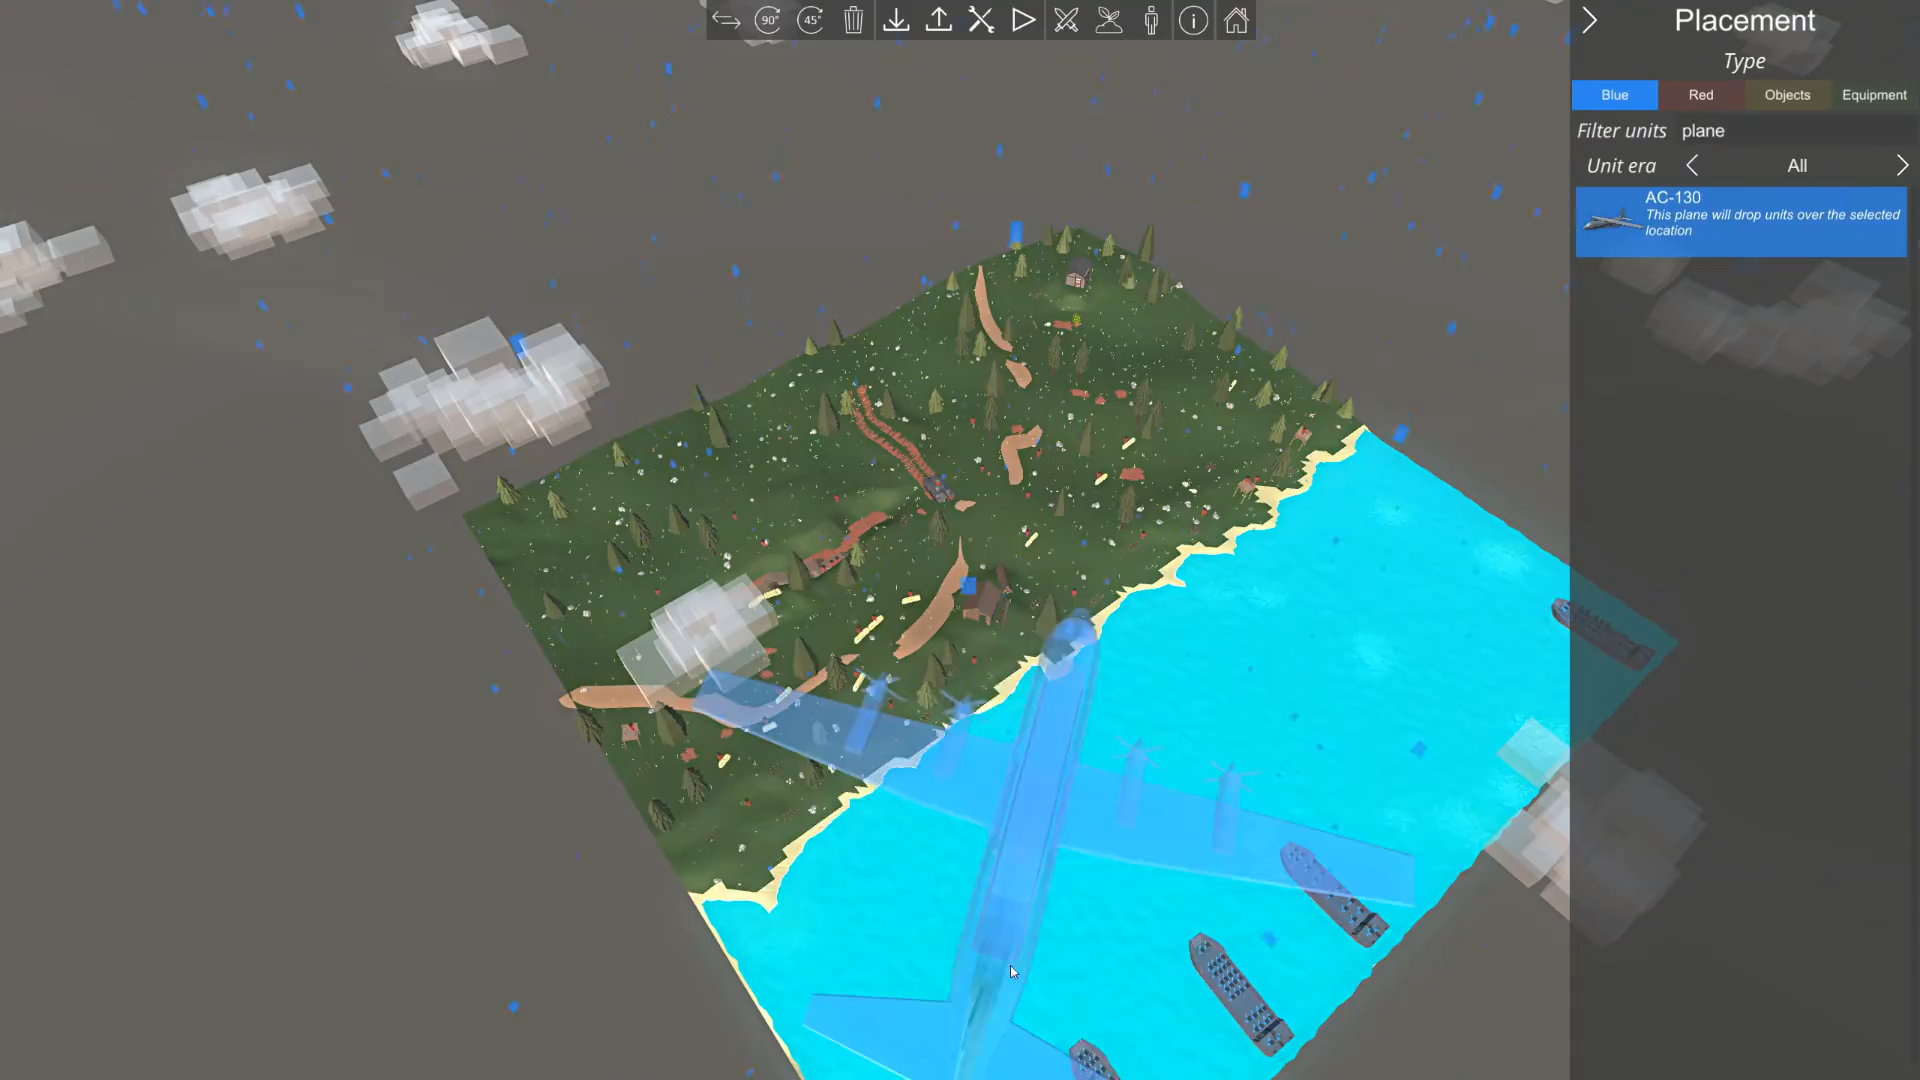 90°
45°
Placement
Type
Blue
Red
Objects
Equipment
Filter units
plane
Unit era
All
AC-130
This plane will drop units over the selected
location